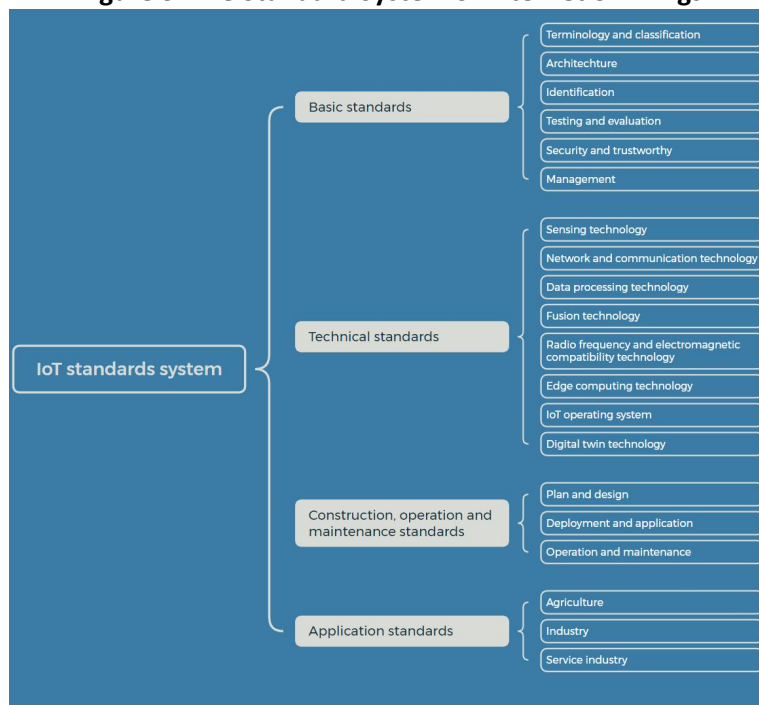 IoT standards system
Basic standards
Terminology and classification
Architechture
Identification
Testing and evaluation
Security and trustworthy
Management
Technical standards
Sensing technology
Network and communication technology
Data processing technology
Fusion technology
Radio frequency and electromagnetic
compatibility technology
Edge computing technology
IoT operating system
Digital twin technology
Construction, operation and
maintenance standards
Plan and design
Deployment and application
Operation and maintenance
Application standards
Agriculture
Industry
Service industry